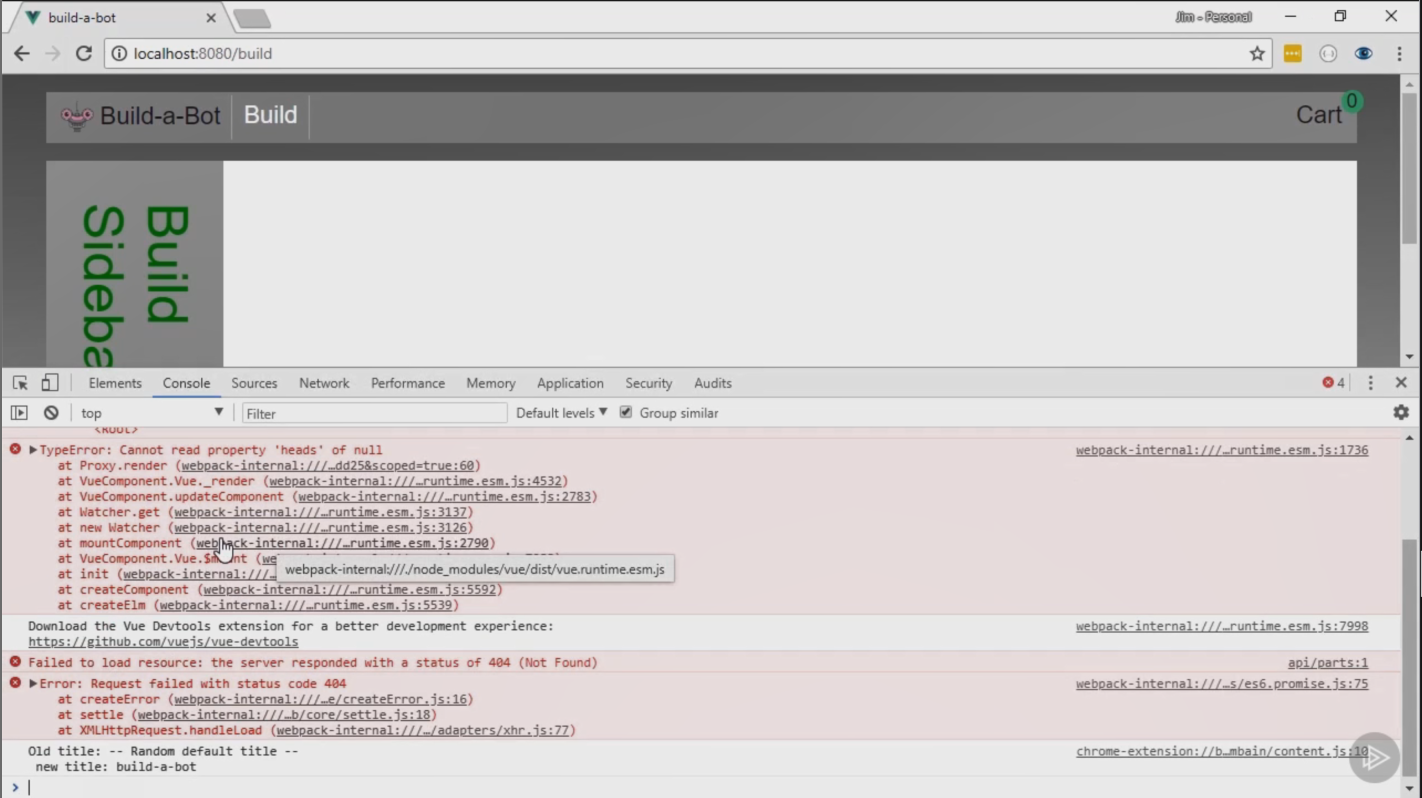 build-a-bot
Jim - Personal
localhost:8080/build
Build-a-Bot
Build
Cart
0
Build
Sideba
Elements Console Sources Network Performance Memory Application Security Audits
4
top
Filter
Default levels
Group similar
<Root>
TypeError: Cannot read property 'heads' of null
webpack-internal:///…runtime.esm.js:1736
at Proxy.render (webpack-internal:///…dd25&scoped=true:60)
at VueComponent.Vue._render (webpack-internal:///…runtime.esm.js:4532)
at VueComponent.updateComponent (webpack-internal:///…runtime.esm.js:2783)
at Watcher.get (webpack-internal:///…runtime.esm.js:3137)
at new Watcher (webpack-internal:///…runtime.esm.js:3126)
at mountComponent (webpack-internal:///…runtime.esm.js:2790)
at VueComponent.Vue.
webpack-internal:///./node_modules/vue/dist/vue.runtime.esm.js
at init (webpack-internal:///…
at createComponent (webpack-internal:///…runtime.esm.js:5592)
at createElm (webpack-internal:///…runtime.esm.js:5539)
Download the Vue Devtools extension for a better development experience:
webpack-internal:///…runtime.esm.js:7998
https://github.com/vuejs/vue-devtools
Failed to load resource: the server responded with a status of 404 (Not Found)
api/parts:1
Error: Request failed with status code 404
webpack-internal:///…s/es6.promise.js:75
at createError (webpack-internal:///…e/createError.js:16)
at settle (webpack-internal:///…b/core/settle.js:18)
at XMLHttpRequest.handleLoad (webpack-internal:///…/adapters/xhr.js:77)
Old title: -- Random default title --
chrome-extension://b…mbain/content.js:10
new title: build-a-bot